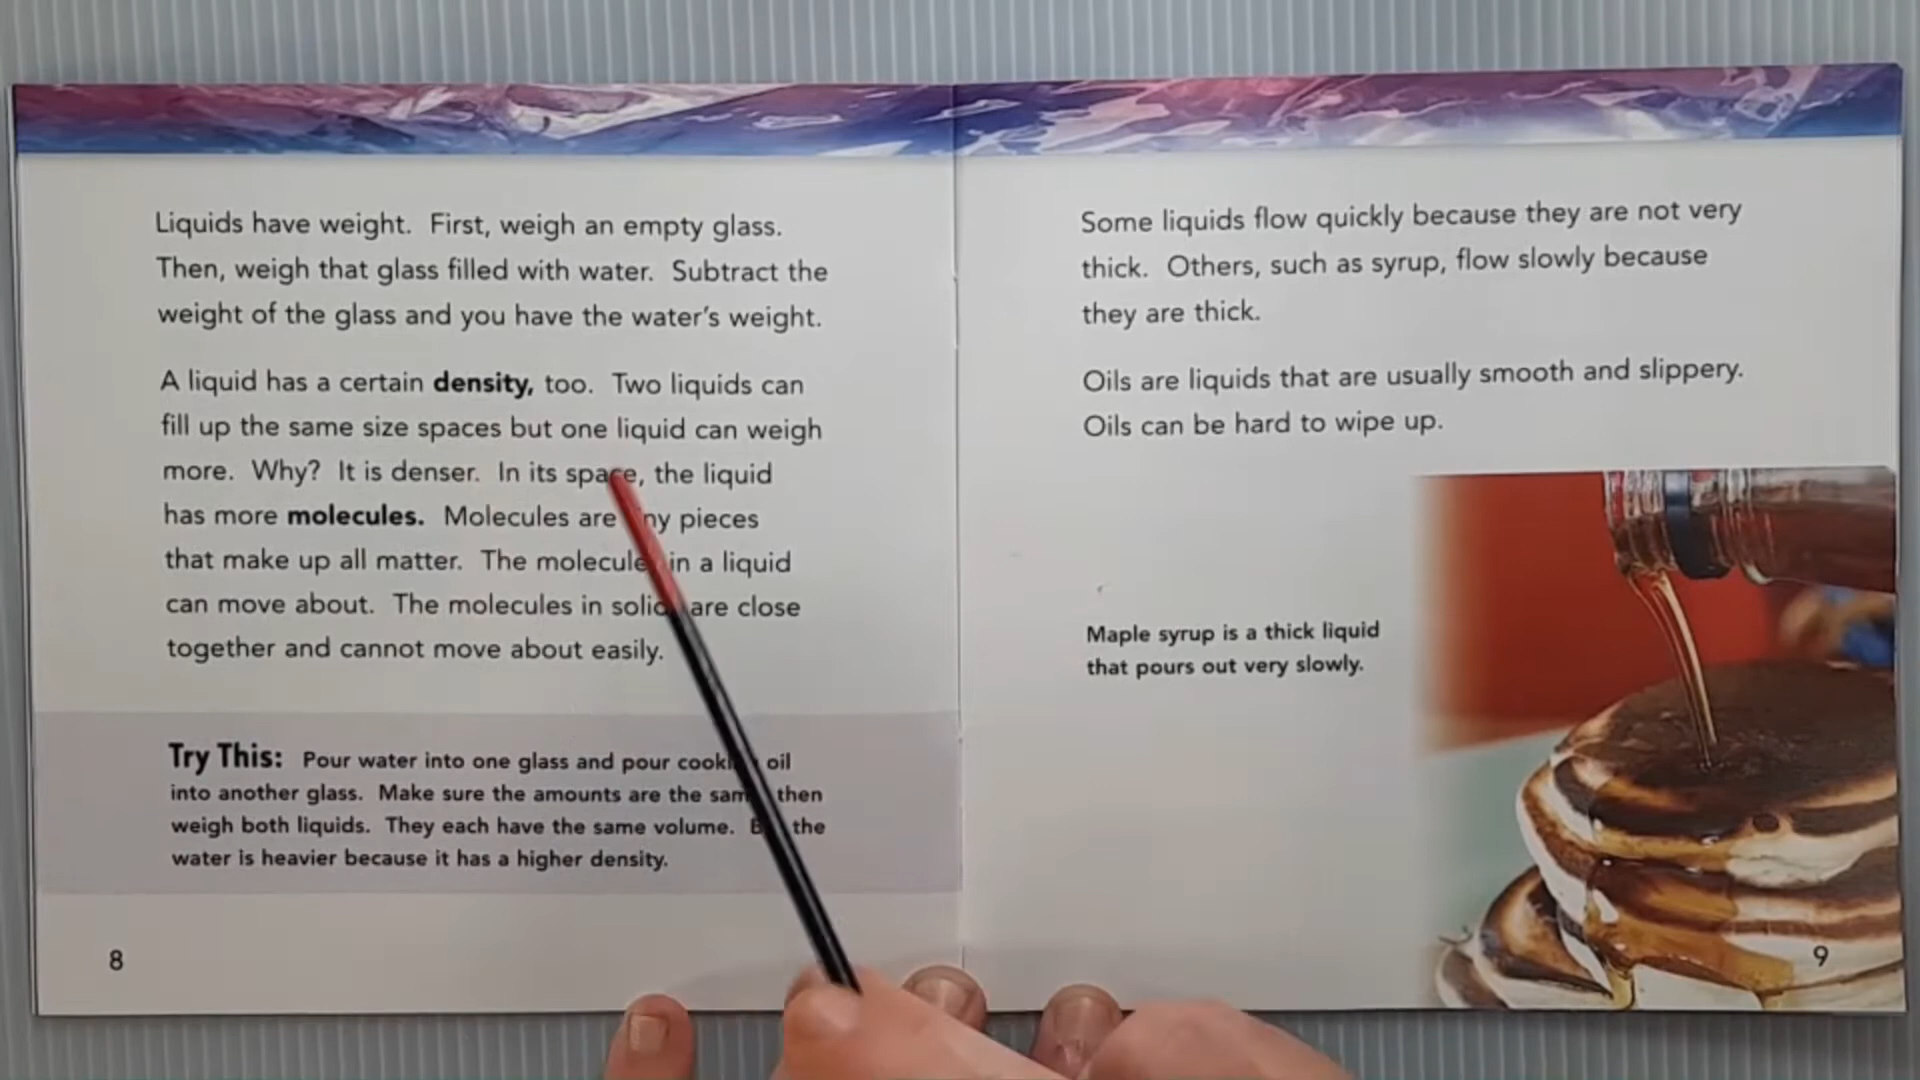 Liquids have weight. First, weigh an empty glass.
Then, weigh that glass filled with water. Subtract the
weight of the glass and you have the water's weight.
A liquid has a certain density, too. Two liquids can
fill up the same size spaces but one liquid can weigh
more. Why? It is denser. In its space, the liquid
has more molecules. Molecules are pieces
that make up all matter. The in a liquid
can move about. The molecules in are close
together and cannot move about easily.
Try This: Pour water into one glass and pour oil
into another glass. Make sure the amounts are the then
weigh both liquids. They each have the same volume. the
water is heavier because it has a higher density.
8
Some liquids flow quickly because they are not very
thick. Others, such as syrup, flow slowly because
they are thick.
Oils are liquids that are usually smooth and slippery.
Oils can be hard to wipe up.
Maple syrup is a thick liquid
that pours out very slowly.
9